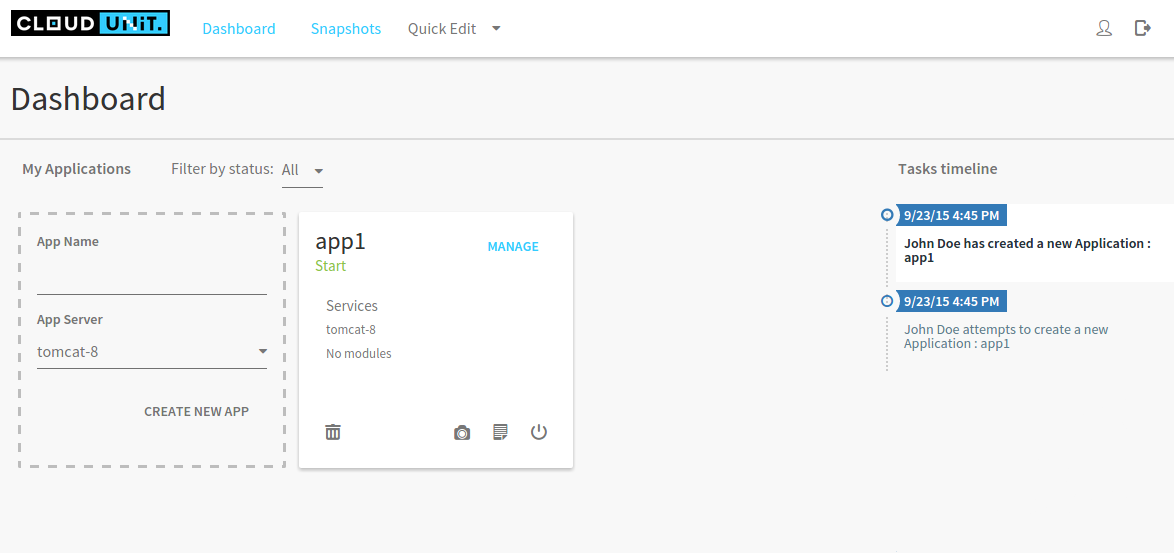 CLOUD UNIT.
Dashboard
Snapshots
Quick Edit
Dashboard
My Applications
Filter by status:
All
App Name
App Server
tomcat-8
CREATE NEW APP
app1
MANAGE
Start
Services
tomcat-8
No modules
Tasks timeline
9/23/15 4:45 PM
John Doe has created a new Application :
app1
9/23/15 4:45 PM
John Doe attempts to create a new
Application : app1